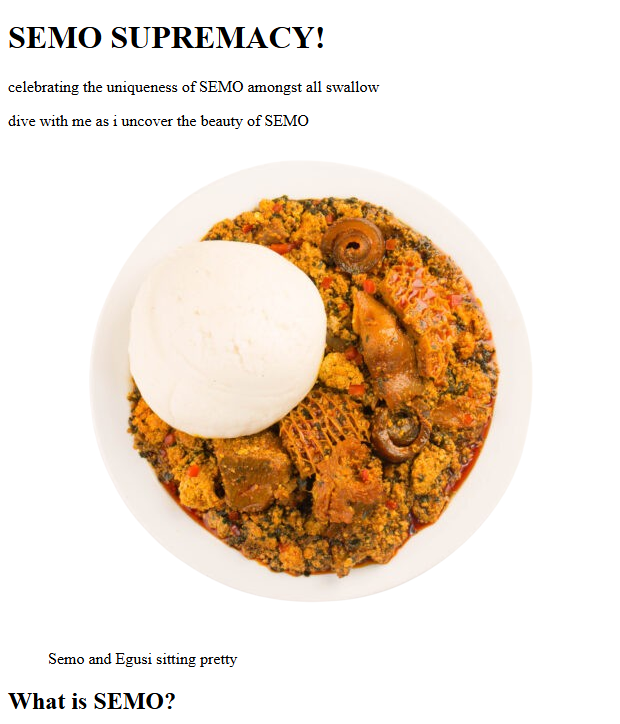 SEMO SUPREMACY!
celebrating the uniqueness of SEMO amongst all swallow
dive with me as i uncover the beauty of SEMO
Semo and Egusi sitting pretty
What is SEMO?